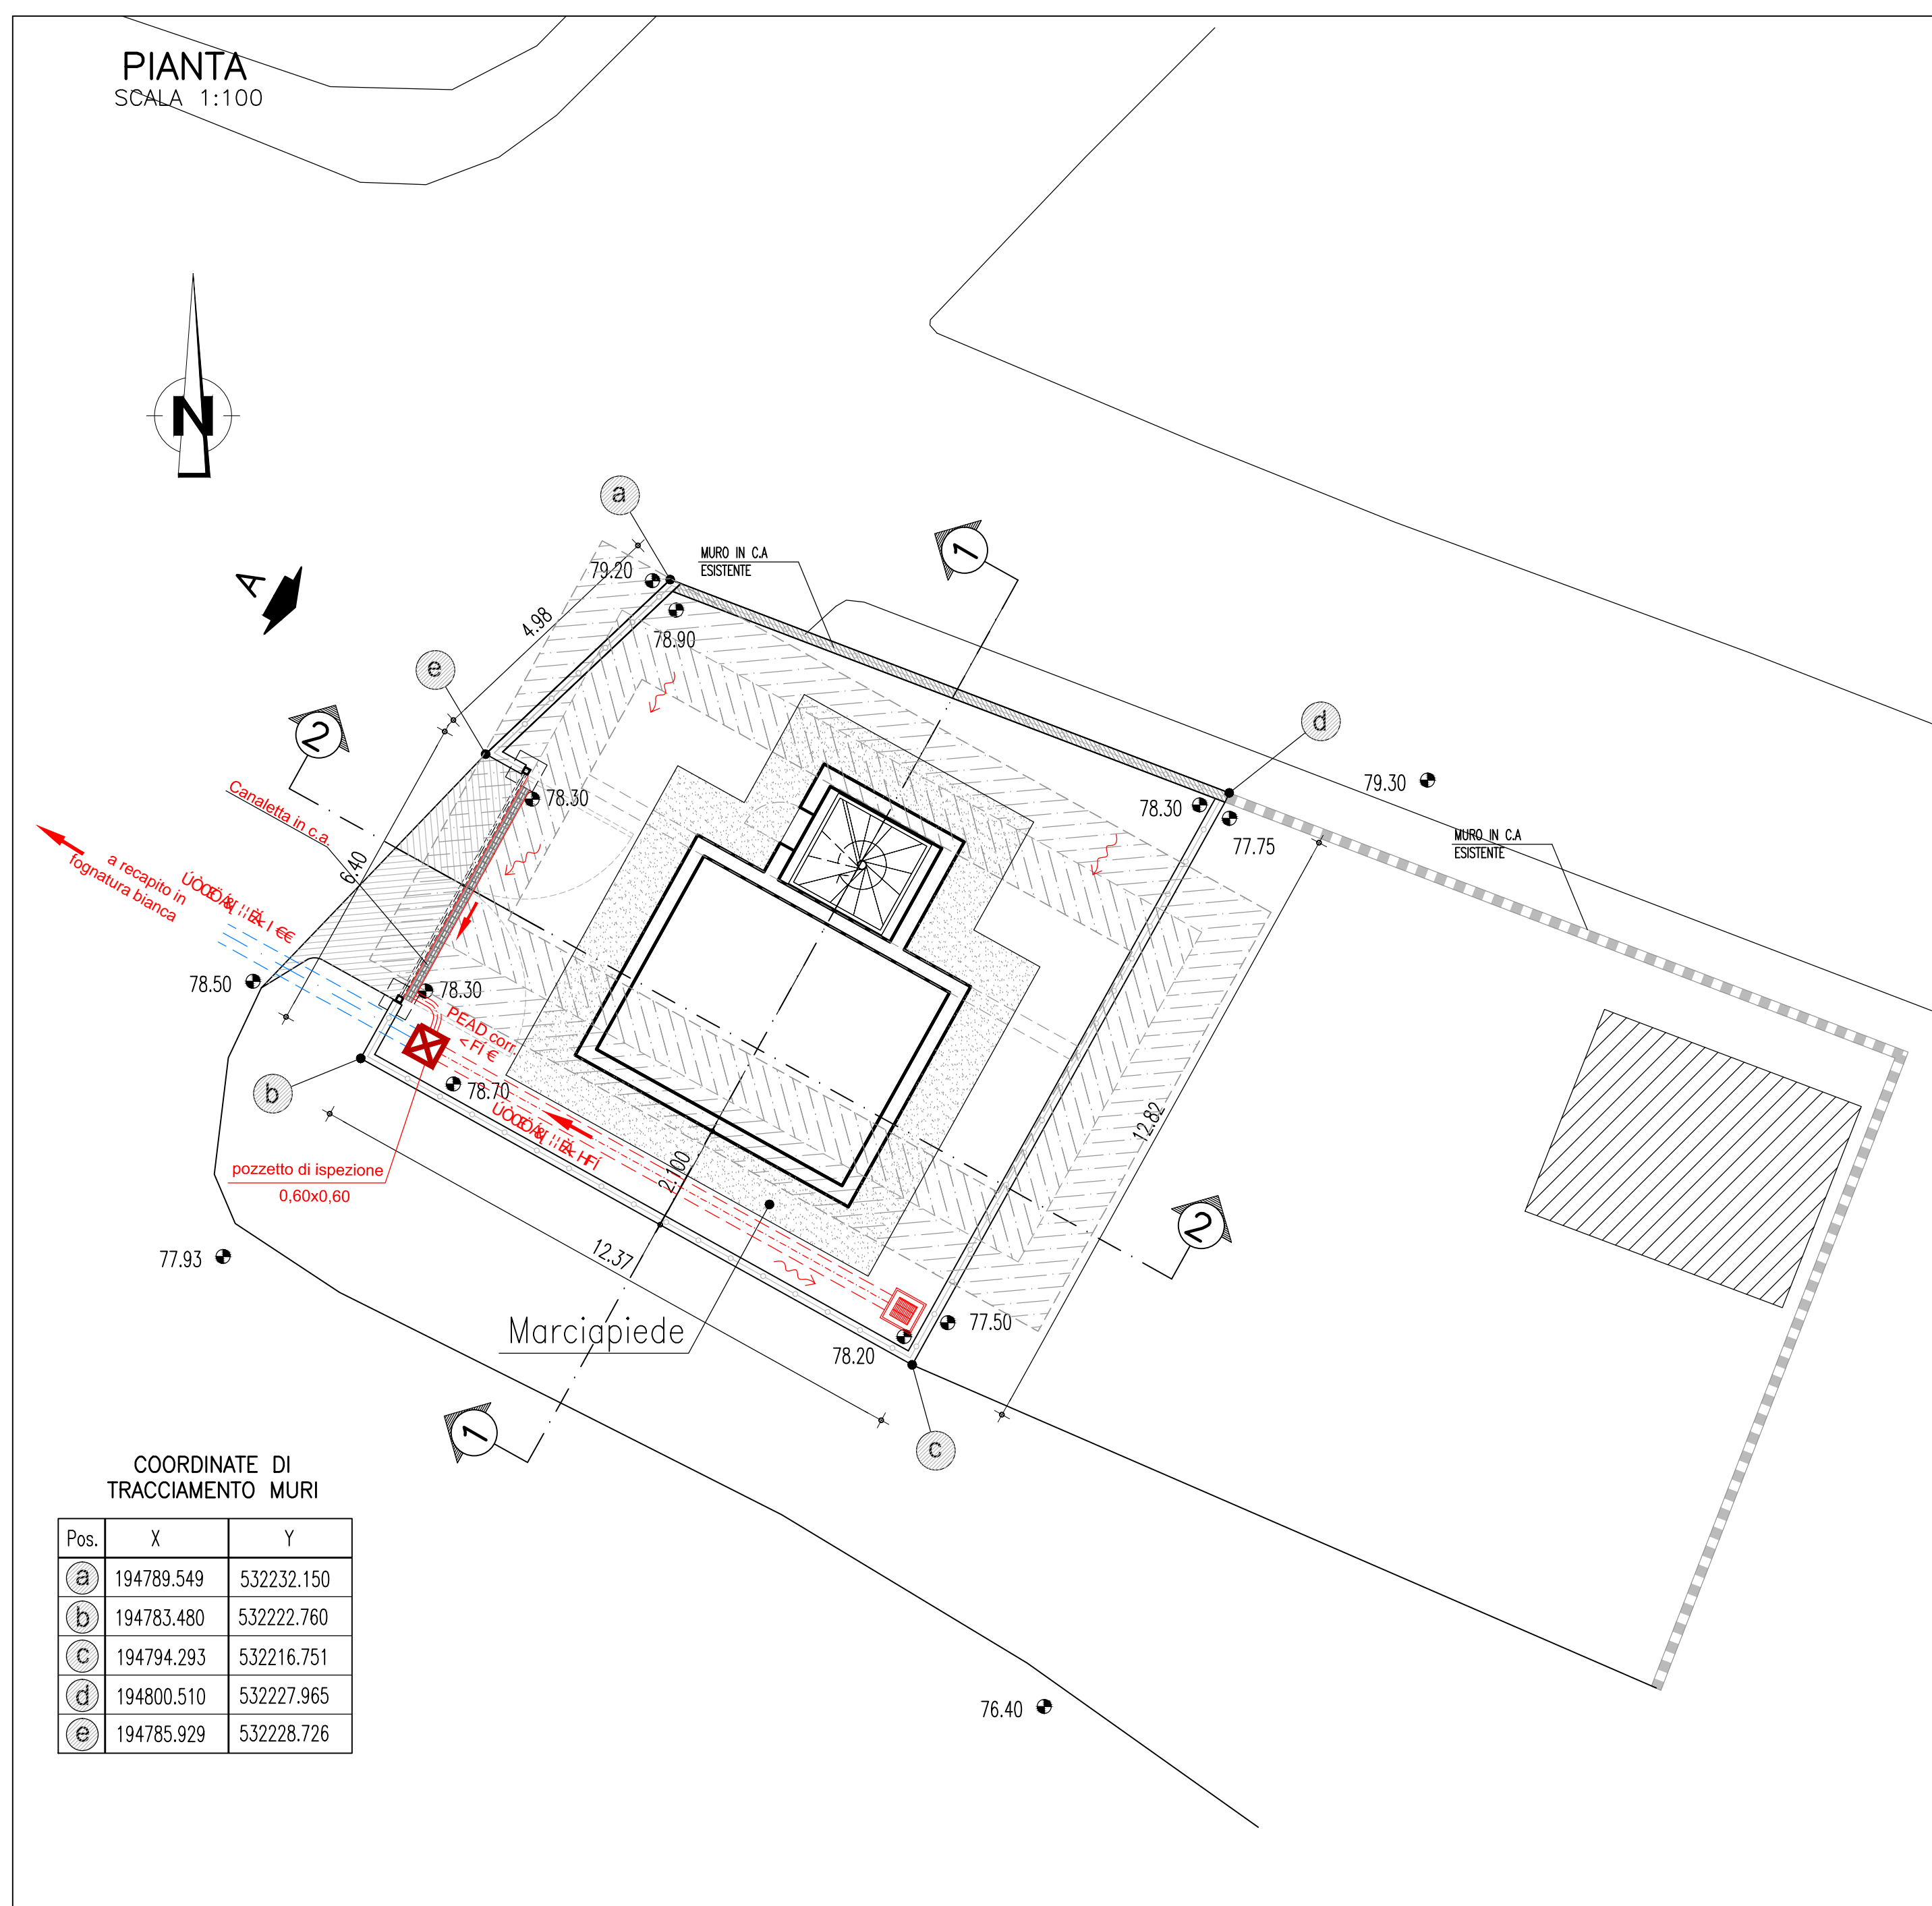 PIANTA
SCALA 1:100
N
A
a
MURO IN C.A
ESISTENTE
1
79.20
78.90
4.98
e
2
d
79.30
78.30
78.30
77.75
MURO IN C.A
ESISTENTE
Canaletta in c.a.
6.40
a recapito in
fognatura bianca
78.50
78.30
PEAD corr.
b
78.70
12.82
pozzetto di ispezione
0,60x0,60
2.100
2
77.93
12.37
Marciapiede
77.50
78.20
1
c
76.40
COORDINATE DI
TRACCIAMENTO MURI
Pos. X Y
a 194789.549 532232.150
b 194783.480 532222.760
c 194794.293 532216.751
d 194800.510 532227.965
e 194785.929 532228.726